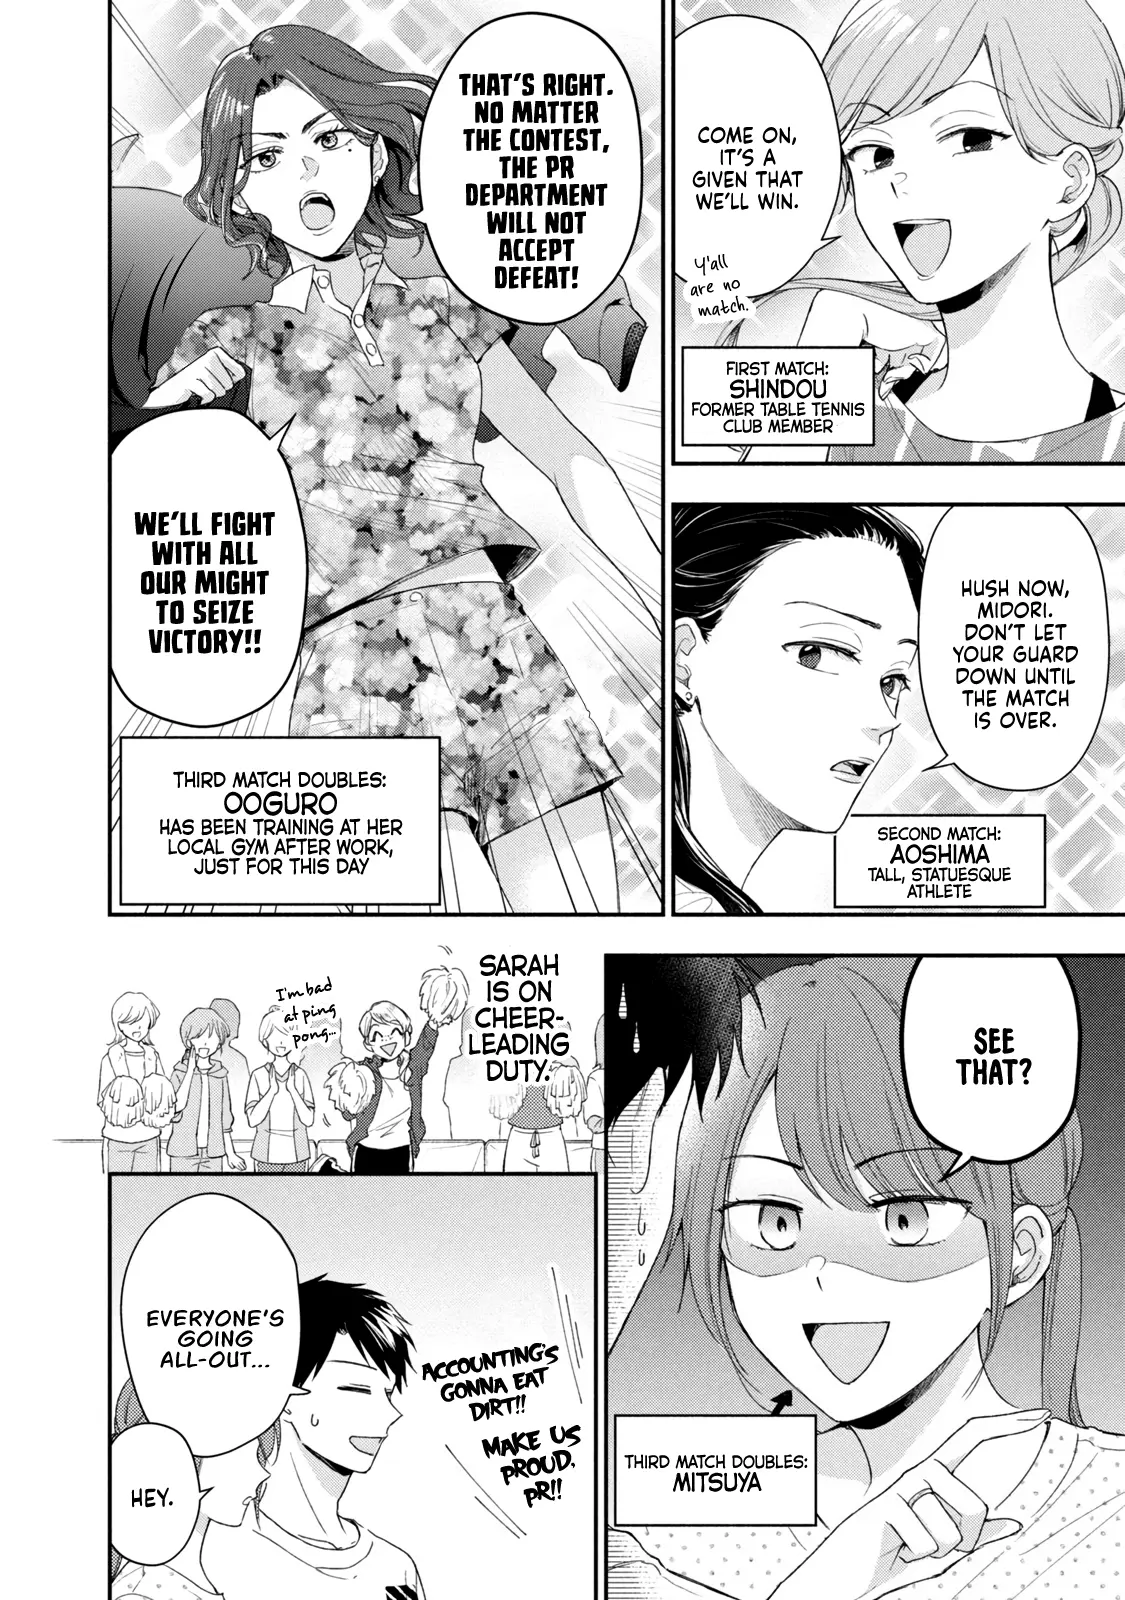 COME ON,
IT'S A
GIVEN THAT
WE'LL WIN.
Y'all
are no
match.
FIRST MATCH:
SHINDOU
FORMER TABLE TENNIS
CLUB MEMBER
THAT'S RIGHT.
NO MATTER
THE CONTEST,
THE PR
DEPARTMENT
WILL NOT
ACCEPT
DEFEAT!
WE'LL FIGHT
WITH ALL
OUR MIGHT
TO SEIZE
VICTORY!!
THIRD MATCH DOUBLES:
OOGURO
HAS BEEN TRAINING AT HER
LOCAL GYM AFTER WORK,
JUST FOR THIS DAY
HUSH NOW,
MIDORI.
DON'T LET
YOUR GUARD
DOWN UNTIL
THE MATCH
IS OVER.
SECOND MATCH:
AOSHIMA
TALL, STATUESQUE
ATHLETE
SEE
THAT?
THIRD MATCH DOUBLES:
MITSUYA
SARAH
IS ON
CHEER-
LEADING
DUTY.
I'm bad
at ping
pong...
EVERYONE'S
GOING
ALL-OUT...
ACCOUNTING'S
GONNA EAT
DIRT!!
MAKE US
PROUD,
PR!!
HEY.